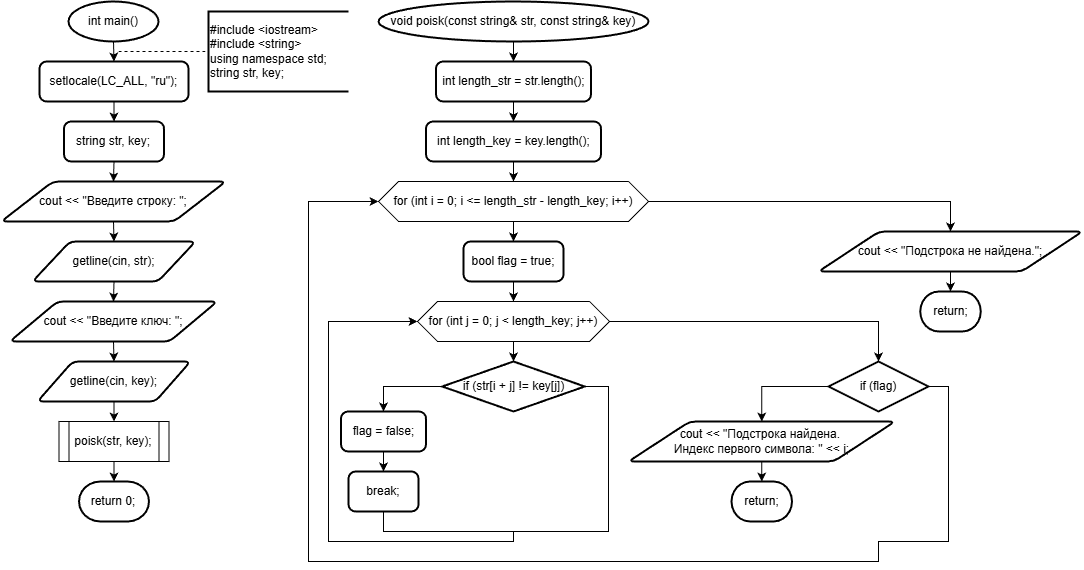 int main()
#include <iostream>
#include <string>
using namespace std;
string str, key;
setlocale(LC_ALL, "ru");
string str, key;
cout << "Введите строку: ";
getline(cin, str);
cout << "Введите ключ: ";
getline(cin, key);
poisk(str, key);
return 0;
void poisk(const string& str, const string& key)
int length_str = str.length();
int length_key = key.length();
for (int i = 0; i <= length_str - length_key; i++)
bool flag = true;
for (int j = 0; j < length_key; j++)
if (str[i + j] != key[j])
flag = false;
break;
if (flag)
cout << "Подстрока найдена.
Индекс первого символа: " << i;
return;
cout << "Подстрока не найдена.";
return;